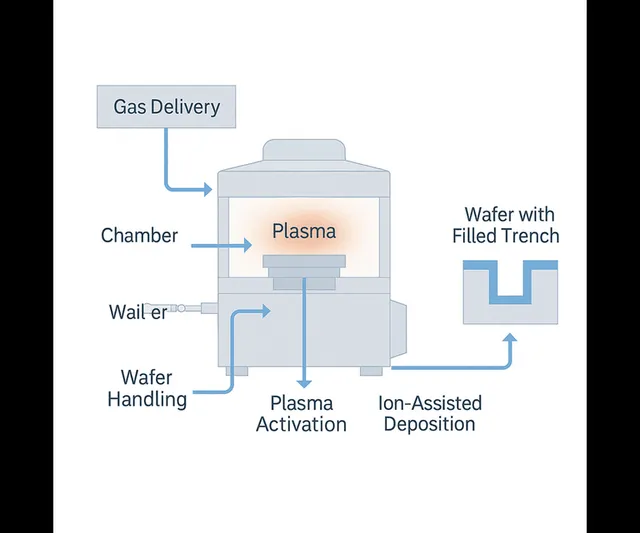 Gas Delivery
Chamber
Plasma
Wafer with
Filled Trench
Wail er
Wafer
Handling
Plasma
Activation
Ion-Assisted
Deposition